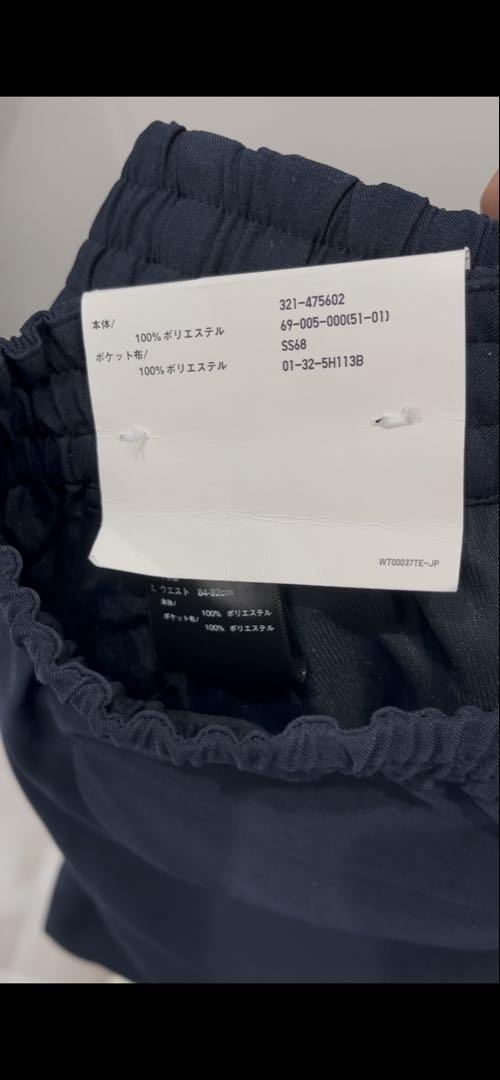 本体/
100% ポリエステル
ポケット布/
100% ポリエステル
321-475602
69-005-000(51-01)
SS68
01-32-5H113B
WT00037TE-JP
L ウエスト 84-92cm
本体/
100% ポリエステル
ポケット布/
100% ポリエステル